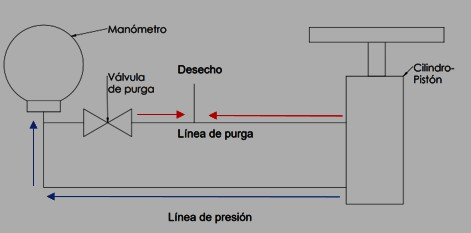 Manómetro
Válvula
de purga
Desecho
Cilindro-
Pistón
Línea de purga
Línea de presión